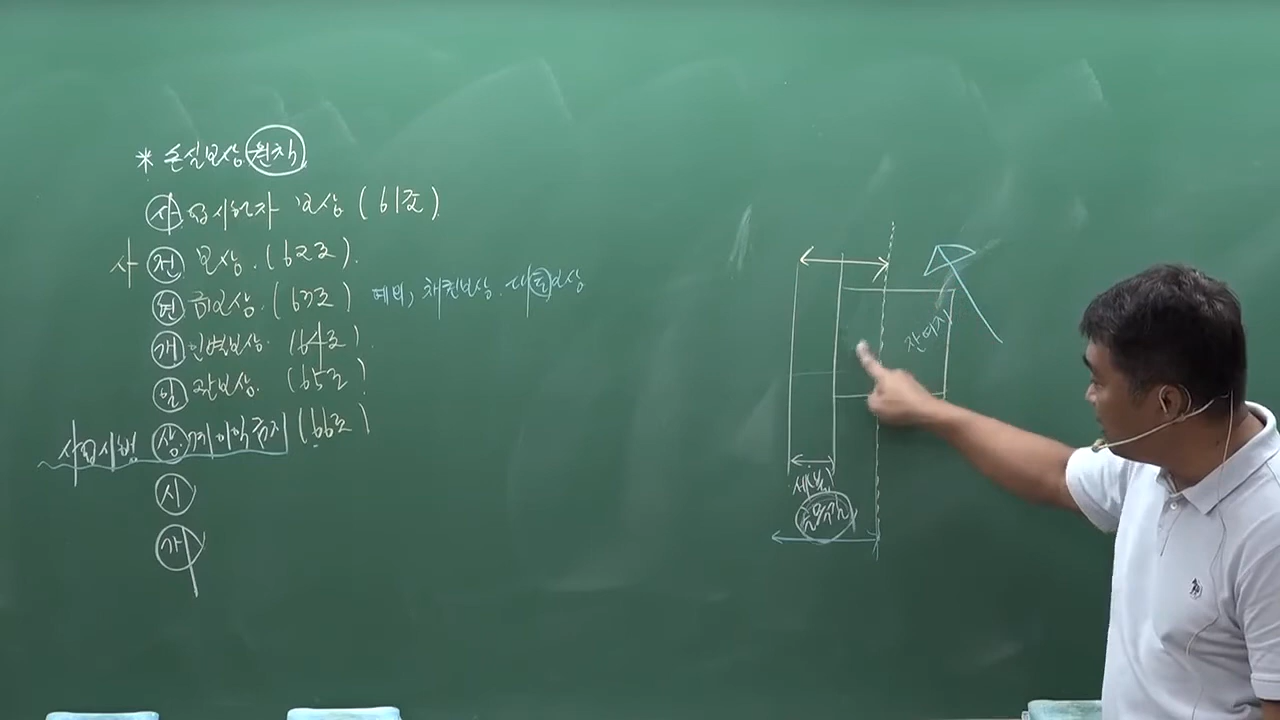 * 손실보상 원칙
사업시행자 보상 (61조)
사 전 보상. (62조).
현금보상. (63조) 예외, 채권보상. 대토보상
개인별보상. (64조).
일괄보상. (65조)
사업시행 상계 금지 (66조)
시
가
잔여지